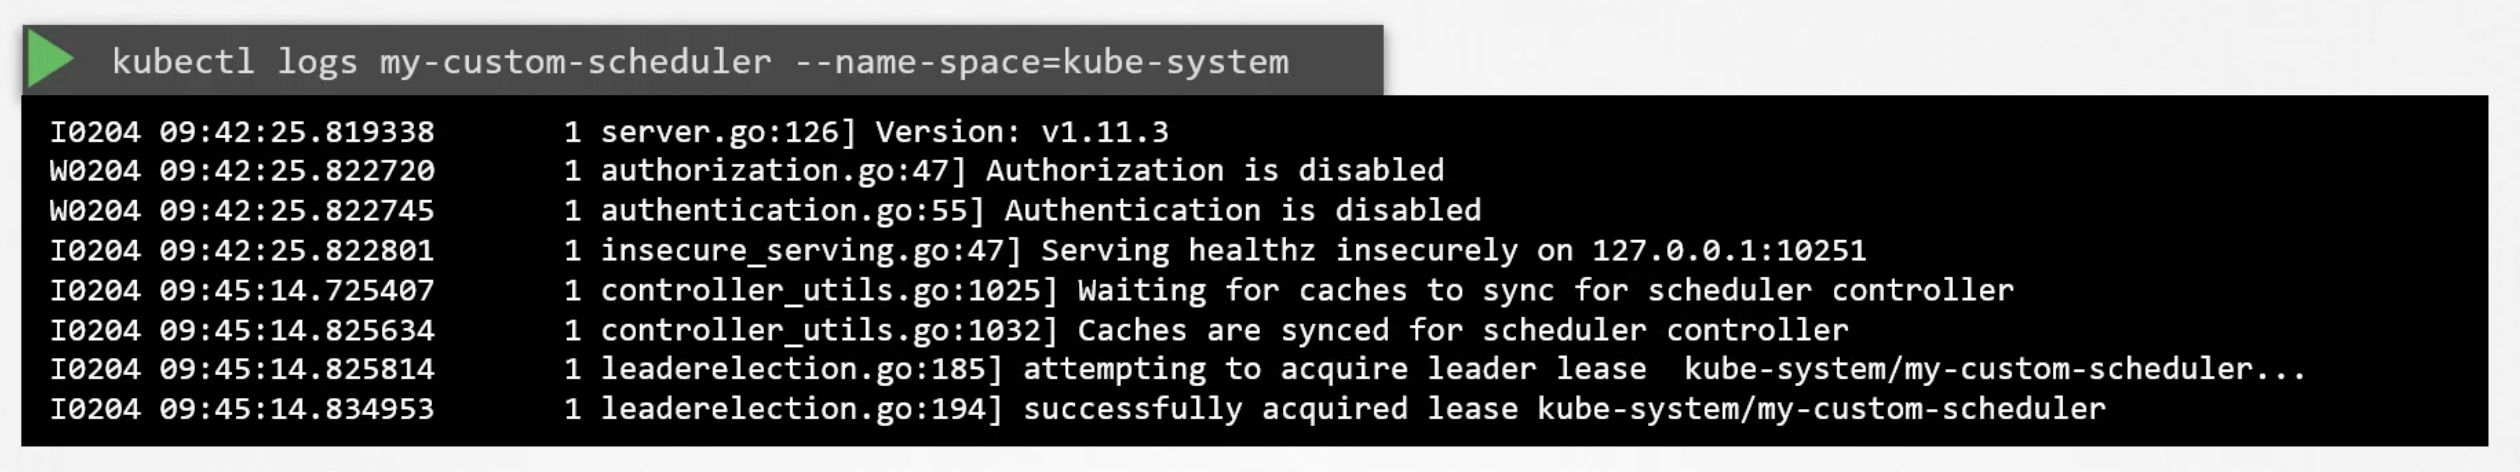 kubectl logs my-custom-scheduler --name-space=kube-system
I0204 09:42:25.819338       1 server.go:126] Version: v1.11.3
W0204 09:42:25.822720       1 authorization.go:47] Authorization is disabled
W0204 09:42:25.822745       1 authentication.go:55] Authentication is disabled
I0204 09:42:25.822801       1 insecure_serving.go:47] Serving healthz insecurely on 127.0.0.1:10251
I0204 09:45:14.725407       1 controller_utils.go:1025] Waiting for caches to sync for scheduler controller
I0204 09:45:14.825634       1 controller_utils.go:1032] Caches are synced for scheduler controller
I0204 09:45:14.825814       1 leaderelection.go:185] attempting to acquire leader lease  kube-system/my-custom-scheduler...
I0204 09:45:14.834953       1 leaderelection.go:194] successfully acquired lease kube-system/my-custom-scheduler